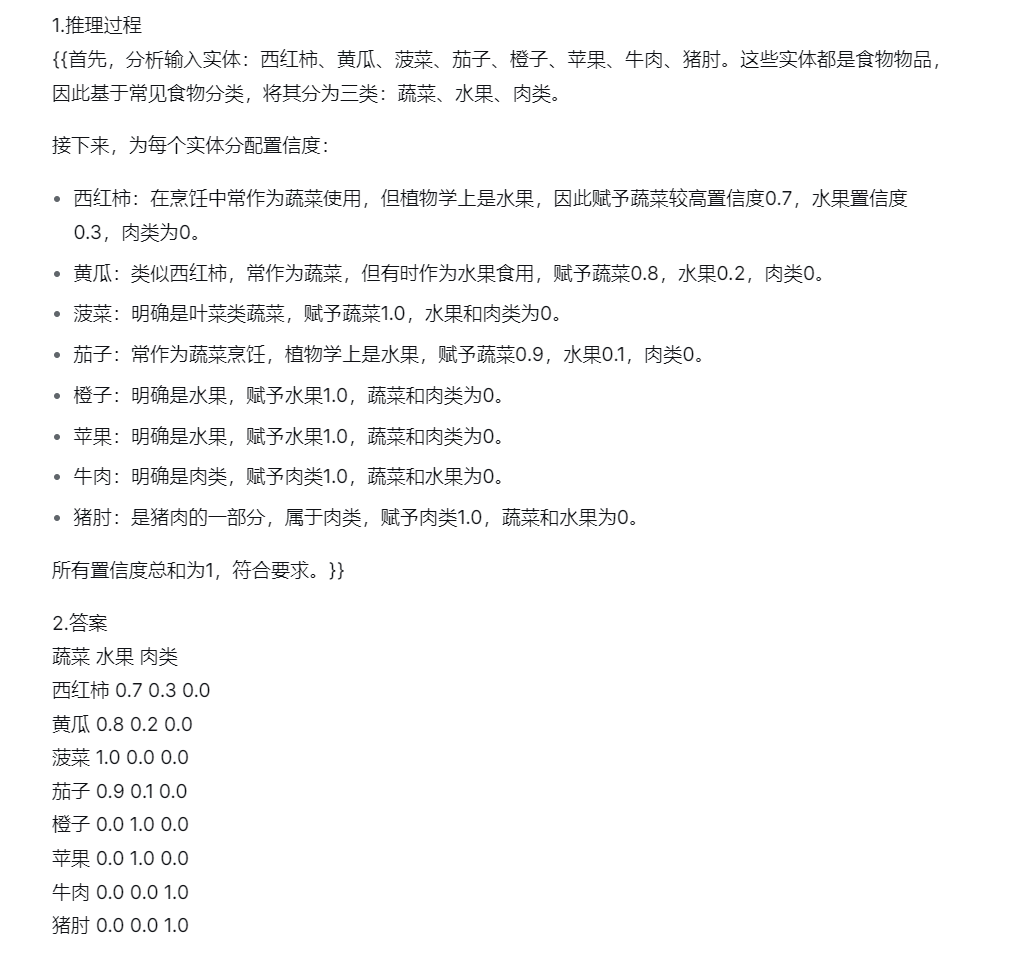 1.推理过程
{{首先，分析输入实体：西红柿、黄瓜、菠菜、茄子、橙子、苹果、牛肉、猪肘。这些实体都是食物物品，
因此基于常见食物分类，将其分为三类：蔬菜、水果、肉类。
接下来，为每个实体分配置信度：
• 西红柿：在烹饪中常作为蔬菜使用，但植物学上是水果，因此赋予蔬菜较高置信度0.7，水果置信度
0.3，肉类为0。
• 黄瓜：类似西红柿，常作为蔬菜，但有时作为水果食用，赋予蔬菜0.8，水果0.2，肉类0。
• 菠菜：明确是叶菜类蔬菜，赋予蔬菜1.0，水果和肉类为0。
• 茄子：常作为蔬菜烹饪，植物学上是水果，赋予蔬菜0.9，水果0.1，肉类0。
• 橙子：明确是水果，赋予水果1.0，蔬菜和肉类为0。
• 苹果：明确是水果，赋予水果1.0，蔬菜和肉类为0。
• 牛肉：明确是肉类，赋予肉类1.0，蔬菜和水果为0。
• 猪肘：是猪肉的一部分，属于肉类，赋予肉类1.0，蔬菜和水果为0。
所有置信度总和为1，符合要求。}}
2.答案
蔬菜 水果 肉类
西红柿 0.7 0.3 0.0
黄瓜 0.8 0.2 0.0
菠菜 1.0 0.0 0.0
茄子 0.9 0.1 0.0
橙子 0.0 1.0 0.0
苹果 0.0 1.0 0.0
牛肉 0.0 0.0 1.0
猪肘 0.0 0.0 1.0